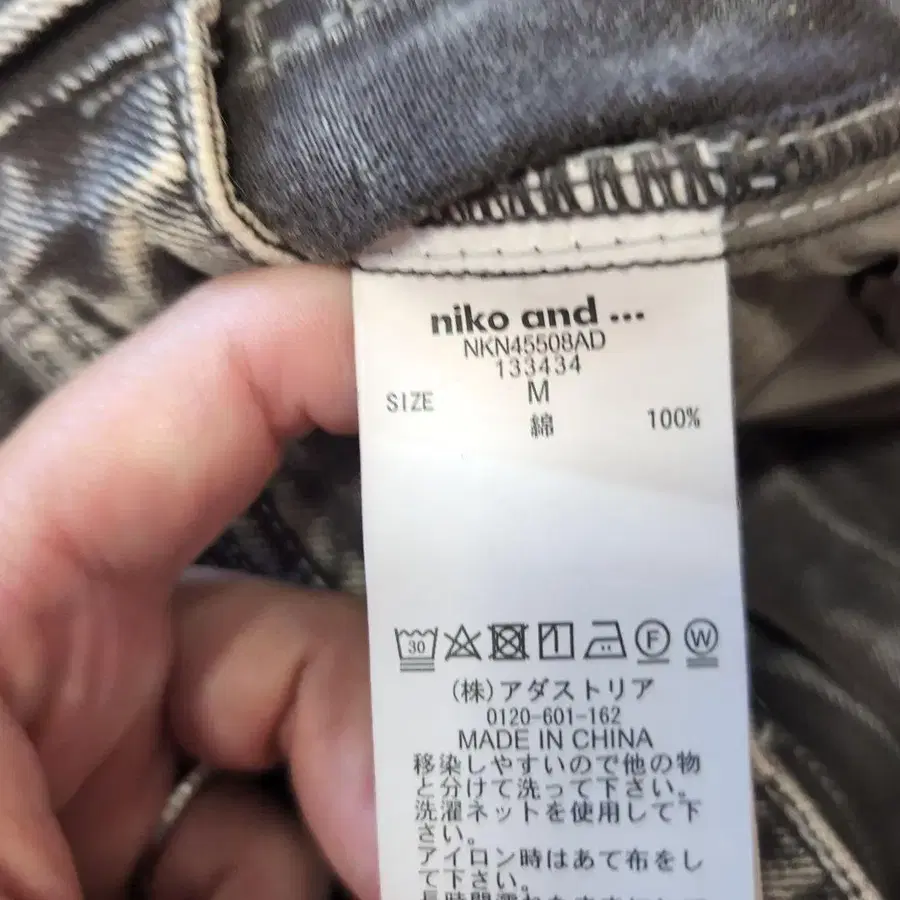 niko and ...
NKN45508AD
133434
SIZE M
綿 100%
30 F W
(株)アダストリア
0120-601-162
MADE IN CHINA
移染しやすいので他の物
と分けて洗って下さい。
洗濯ネットを使用して下
さい。
アイロン時はあて布をし
て下さい。